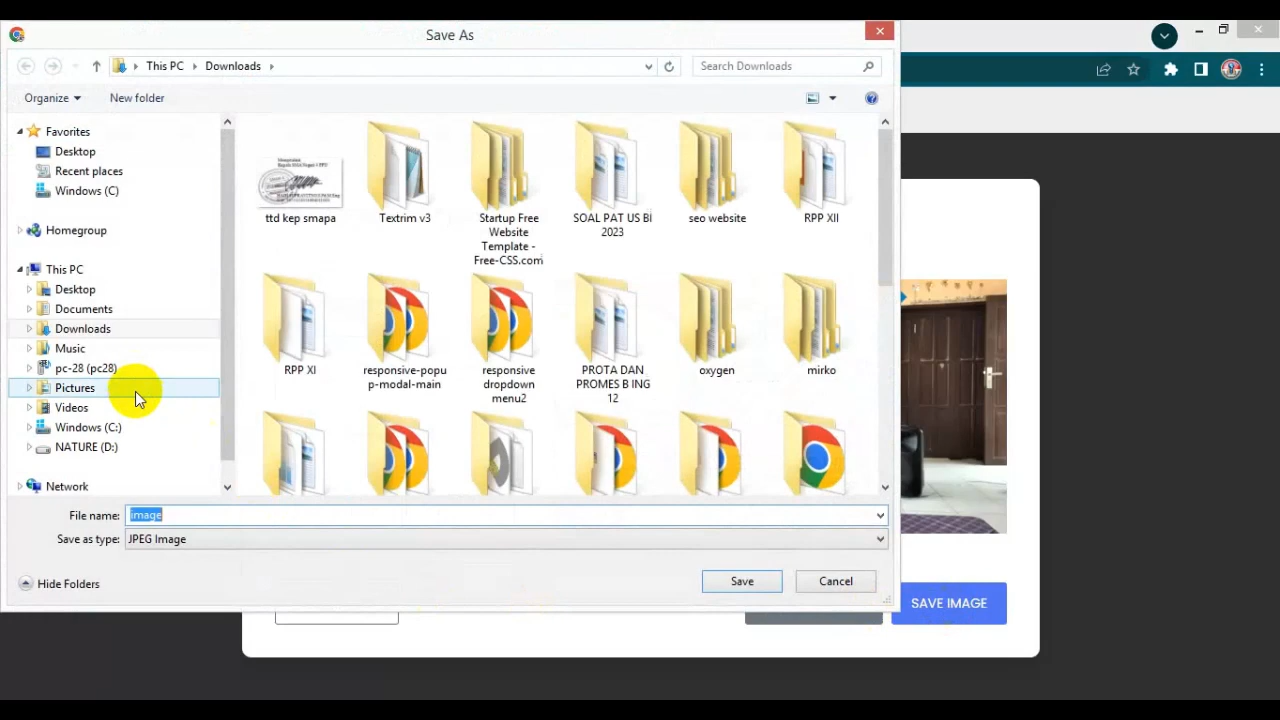 Save As
This PC
Downloads
Search Downloads
Organize
New folder
Favorites
Desktop
Recent places
Windows (C)
Homegroup
This PC
Desktop
Documents
Downloads
Music
pc-28 (pc28)
Pictures
Videos
Windows (C:)
NATURE (D:)
Network
ttd kep smapa
Textrim v3
Startup Free
Website
Template -
Free-CSS.com
SOAL PAT US BI
2023
seo website
RPP XII
RPP XI
responsive-popu
p-modal-main
responsive
dropdown
menu2
PROTA DAN
PROMES B ING
12
oxygen
mirko
File name:
image
Save as type:
JPEG Image
Hide Folders
Save
Cancel
SAVE IMAGE